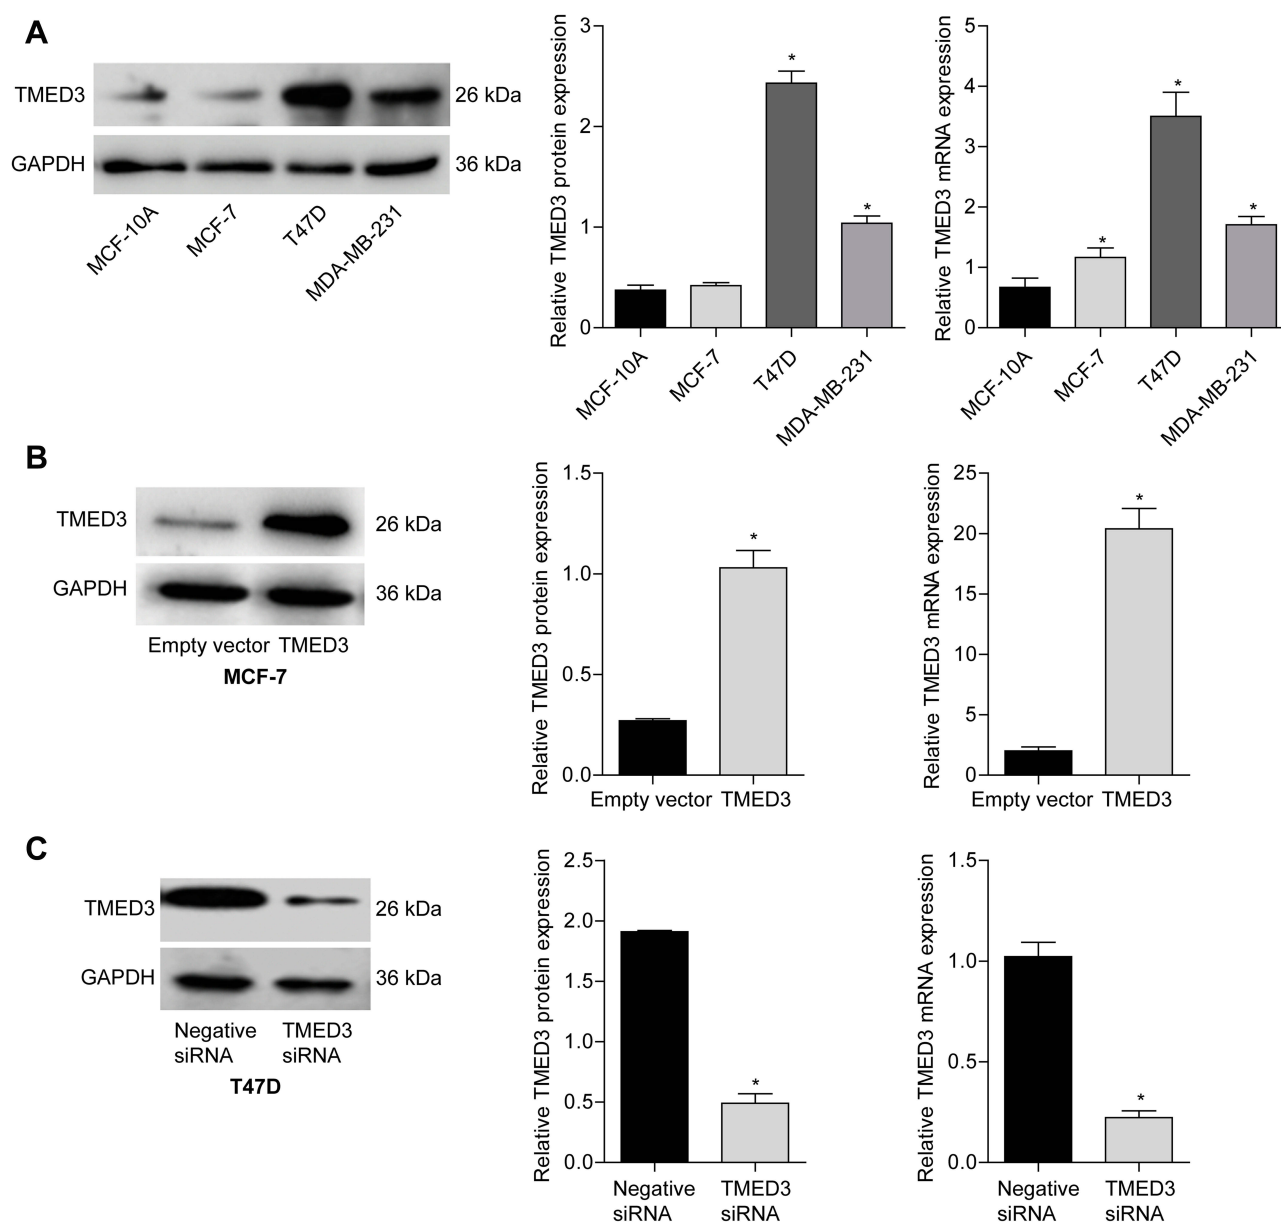 A
TMED3
26 kDa
GAPDH
36 kDa
MCF-10A
MCF-7
T47D
MDA-MB-231
Relative TMED3 protein expression
3
2
1
0
MCF-10A
MCF-7
T47D
MDA-MB-231
*
*
Relative TMED3 mRNA expression
5
4
3
2
1
0
MCF-10A
MCF-7
T47D
MDA-MB-231
*
*
*
B
TMED3
26 kDa
GAPDH
36 kDa
Empty vector TMED3
MCF-7
Relative TMED3 protein expression
1.5
1.0
0.5
0.0
*
Empty vector TMED3
Relative TMED3 mRNA expression
25
20
15
10
5
0
*
Empty vector TMED3
C
TMED3
26 kDa
GAPDH
36 kDa
Negative siRNA
TMED3 siRNA
T47D
Relative TMED3 protein expression
2.5
2.0
1.5
1.0
0.5
0.0
*
Negative siRNA
TMED3 siRNA
Relative TMED3 mRNA expression
1.5
1.0
0.5
0.0
*
Negative siRNA
TMED3 siRNA